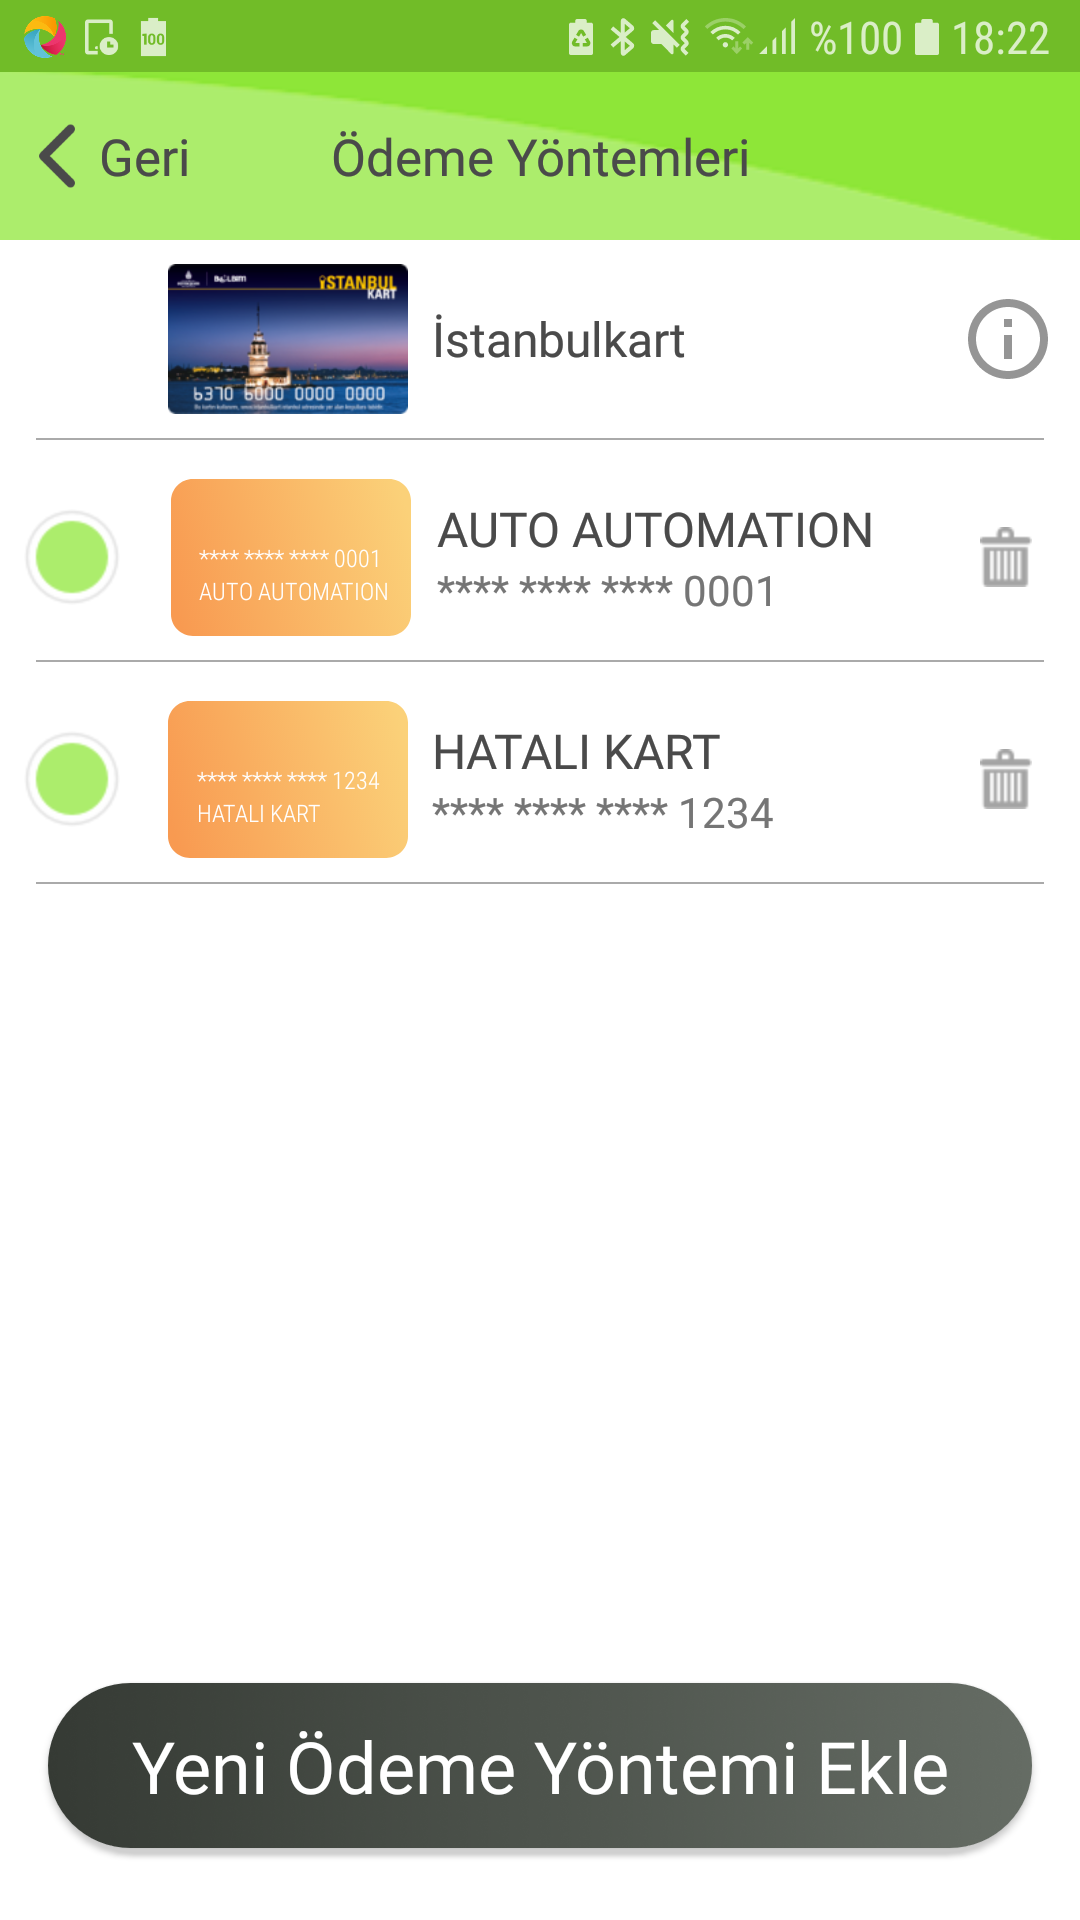 100 %100 18:22
Geri Ödeme Yöntemleri
İSTANBUL
KART
6370 6000 0000 0000
İstanbulkart
**** **** **** 0001
AUTO AUTOMATION
AUTO AUTOMATION
**** **** **** 0001
**** **** **** 1234
HATALI KART
HATALI KART
**** **** **** 1234
Yeni Ödeme Yöntemi Ekle